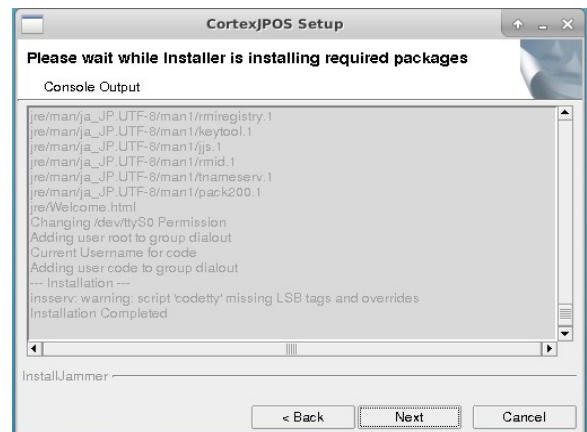 CortexJPOS Setup
Please wait while Installer is installing required packages
Console Output
jre/man/ja_JP.UTF-8/man1/rmiregistry.1
jre/man/ja_JP.UTF-8/man1/keytool.1
jre/man/ja_JP.UTF-8/man1/jjs.1
jre/man/ja_JP.UTF-8/man1/rmid.1
jre/man/ja_JP.UTF-8/man1/tnameserv.1
jre/man/ja_JP.UTF-8/man1/pack200.1
jre/Welcome.html
Changing /dev/ttyS0 Permission
Adding user root to group dialout
Current Username for code
Adding user code to group dialout
--- Installation ---
insserv: warning: script 'codetty' missing LSB tags and overrides
Installation Completed
InstallJammer
< Back
Next
Cancel